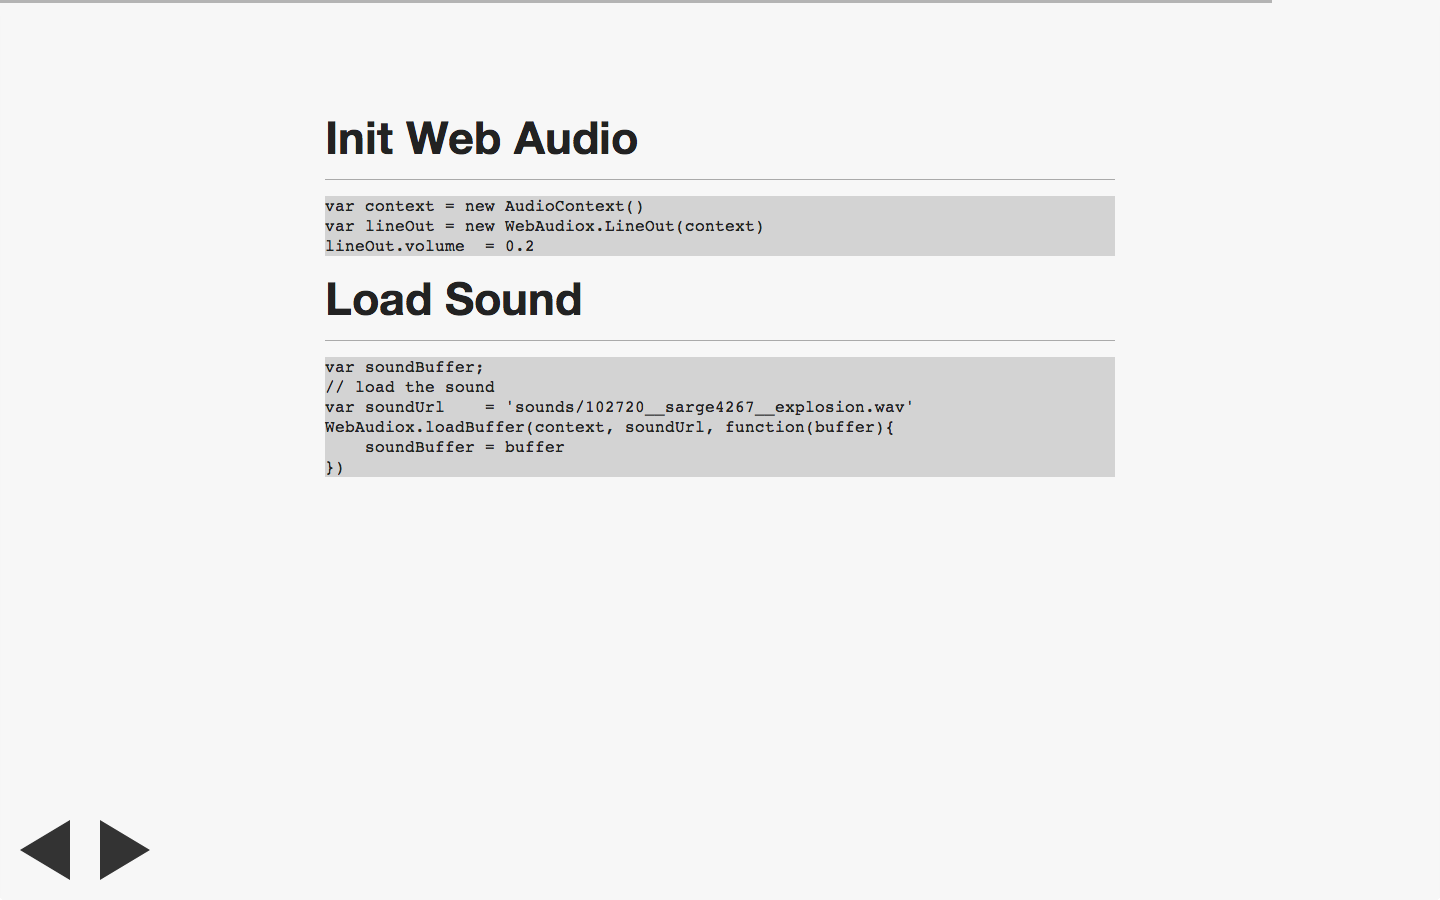 Init Web Audio
var context = new AudioContext()
var lineOut = new WebAudiox.LineOut(context)
lineOut.volume  = 0.2
Load Sound
var soundBuffer;
// load the sound
var soundUrl    = 'sounds/102720__sarge4267__explosion.wav'
WebAudiox.loadBuffer(context, soundUrl, function(buffer){
    soundBuffer = buffer
})